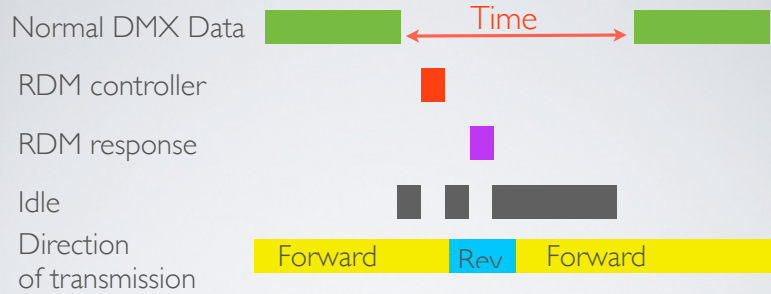 Normal DMX Data
Time
RDM controller
RDM response
Idle
Direction
of transmission
Forward
Rev
Forward